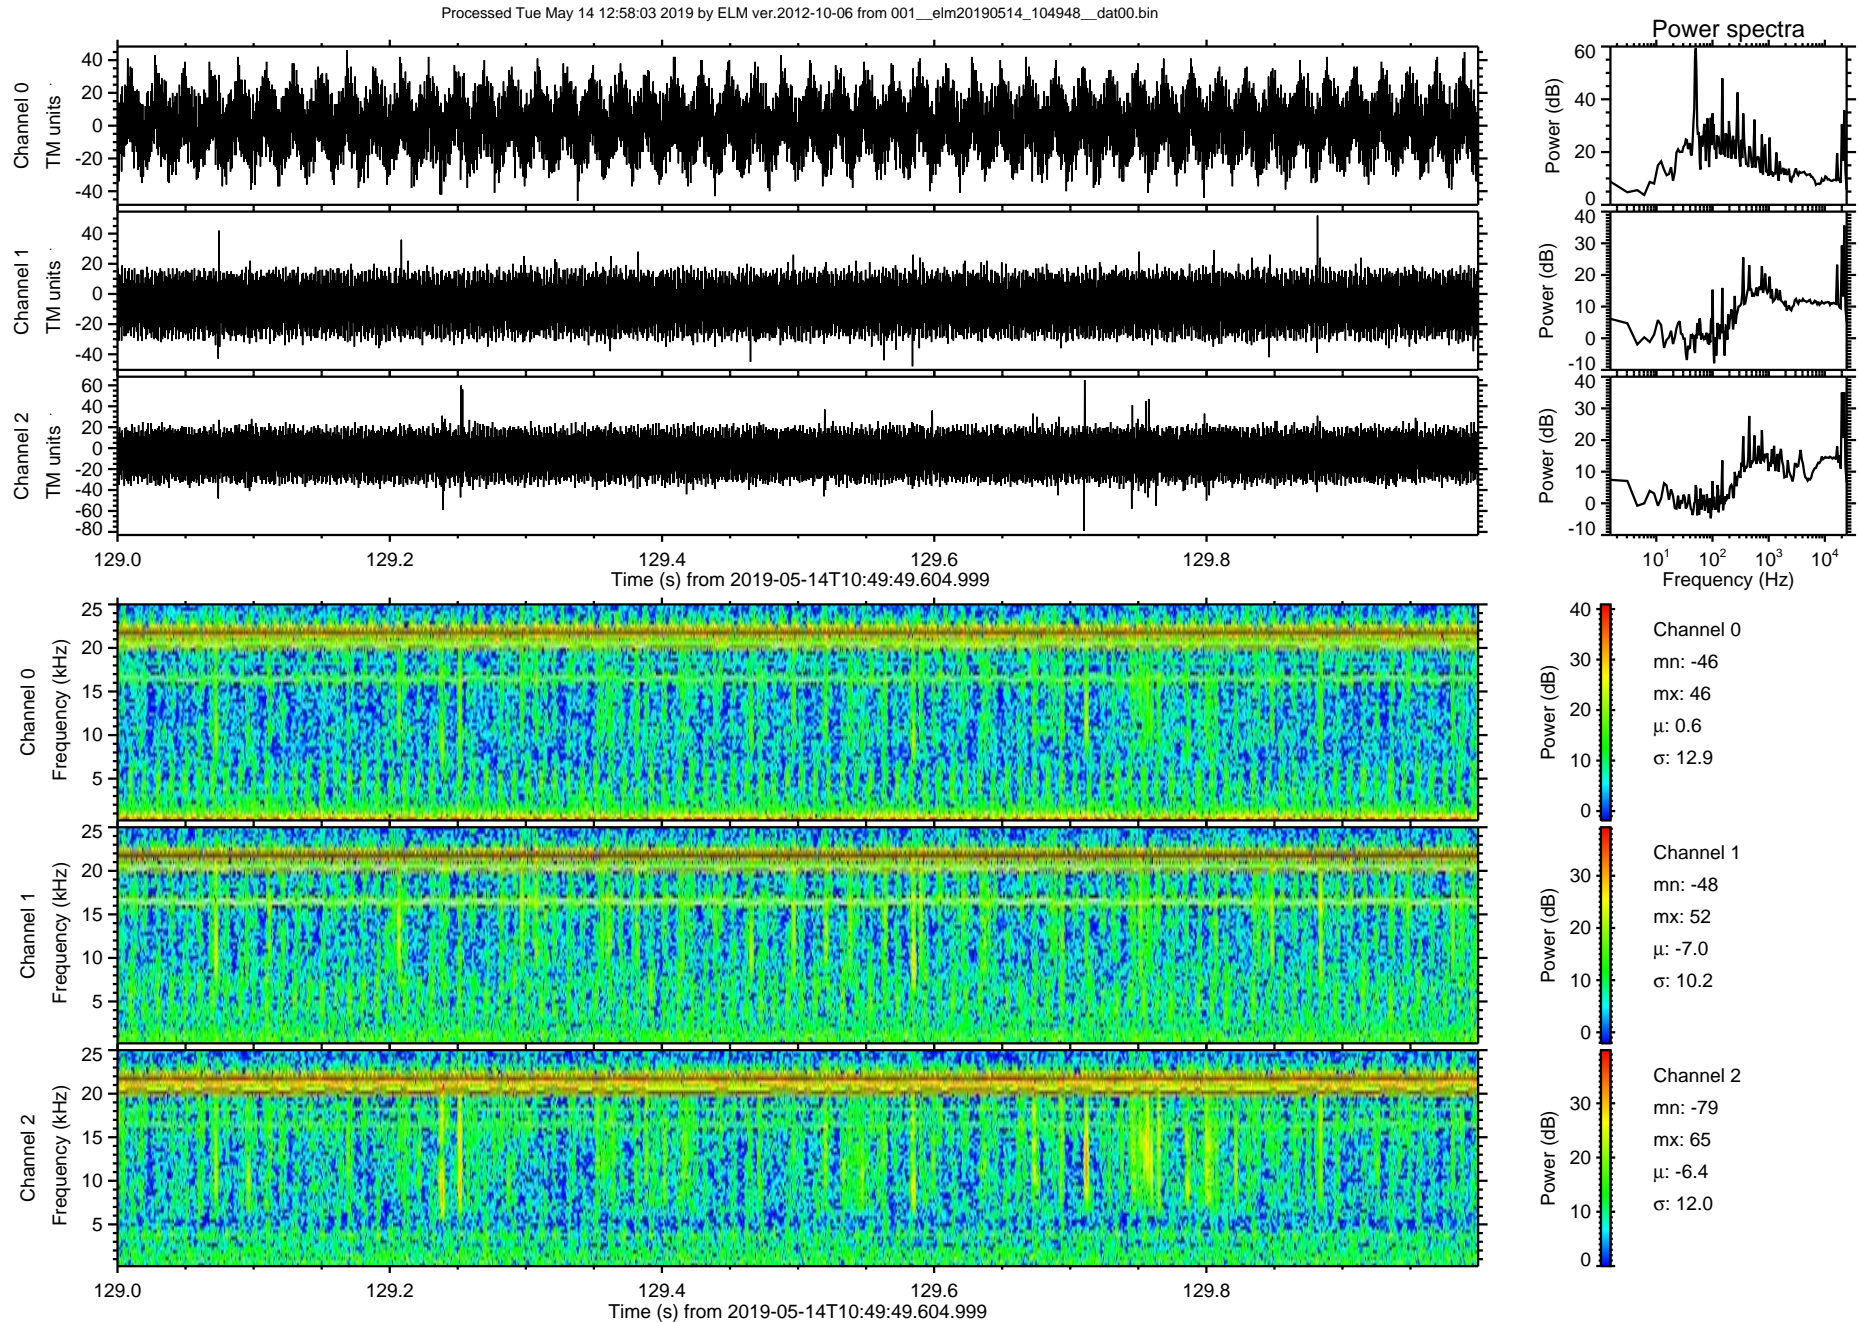 Processed Tue May 14 12:58:03 2019 by ELM ver.2012-10-06 from 001__elm20190514_104948__dat00.bin
Power spectra
Channel 0
TM units
40
20
0
-20
-40
Power (dB)
60
40
20
0
Channel 1
TM units
40
20
0
-20
-40
Power (dB)
40
30
20
10
0
-10
Channel 2
TM units
60
40
20
0
-20
-40
-60
-80
Power (dB)
40
30
20
10
0
-10
129.0 129.2 129.4 129.6 129.8
Time (s) from 2019-05-14T10:49:49.604.999
10¹ 10² 10³ 10⁴
Frequency (Hz)
Channel 0
Frequency (kHz)
25
20
15
10
5
Power (dB)
40
30
20
10
0
Channel 0
mn: -46
mx: 46
µ: 0.6
σ: 12.9
Channel 1
Frequency (kHz)
25
20
15
10
5
Power (dB)
30
20
10
0
Channel 1
mn: -48
mx: 52
µ: -7.0
σ: 10.2
Channel 2
Frequency (kHz)
25
20
15
10
5
Power (dB)
30
20
10
0
Channel 2
mn: -79
mx: 65
µ: -6.4
σ: 12.0
129.0 129.2 129.4 129.6 129.8
Time (s) from 2019-05-14T10:49:49.604.999